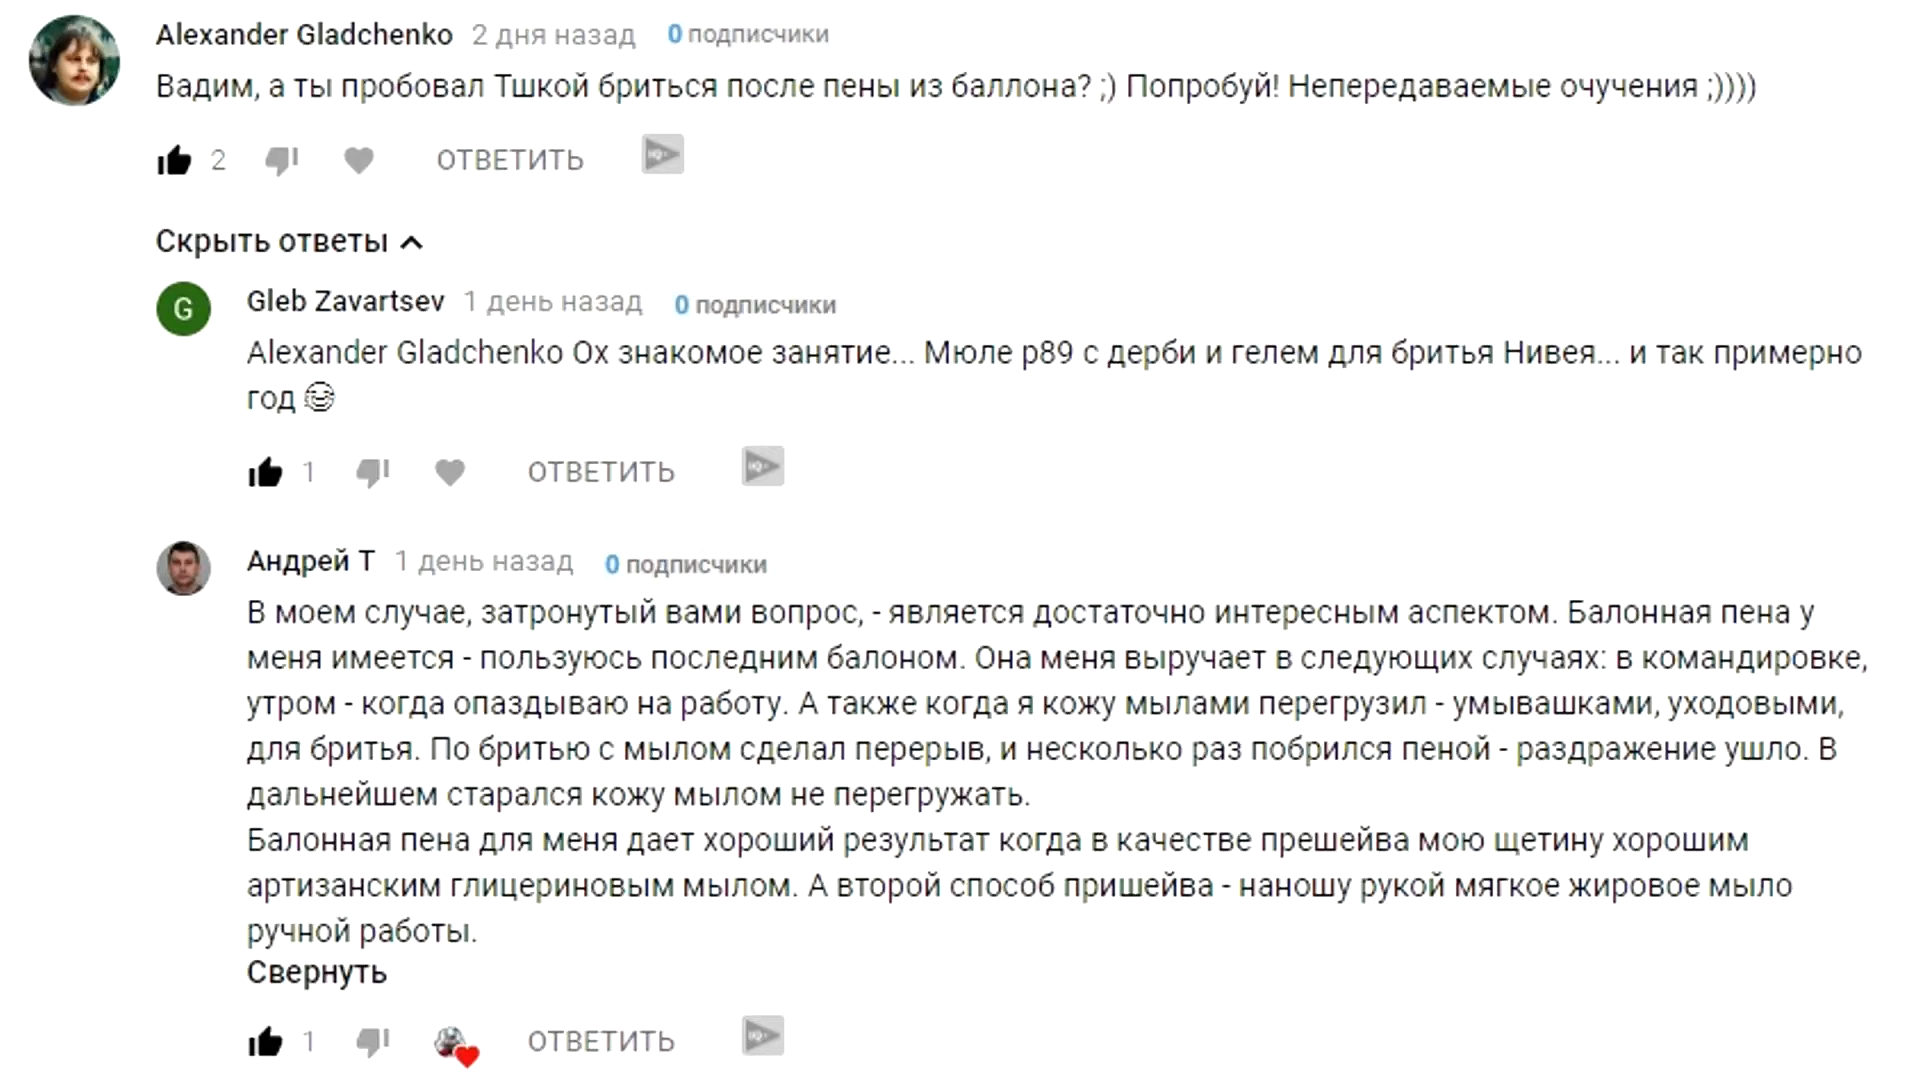 Alexander Gladchenko 2 дня назад 0 подписчики
Вадим, а ты пробовал Тшкой бриться после пены из баллона? ;) Попробуй! Непередаваемые очучения ;))))
2 ОТВЕТИТЬ HQ+
Скрыть ответы
G Gleb Zavartsev 1 день назад 0 подписчики
Alexander Gladchenko Ох знакомое занятие... Мюле р89 с дерби и гелем для бритья Нивея... и так примерно
год 😂
1 ОТВЕТИТЬ HQ+
Андрей Т 1 день назад 0 подписчики
В моем случае, затронутый вами вопрос, - является достаточно интересным аспектом. Балонная пена у
меня имеется - пользуюсь последним балоном. Она меня выручает в следующих случаях: в командировке,
утром - когда опаздываю на работу. А также когда я кожу мылами перегрузил - умывашками, уходовыми,
для бритья. По бритью с мылом сделал перерыв, и несколько раз побрился пеной - раздражение ушло. В
дальнейшем старался кожу мылом не перегружать.
Балонная пена для меня дает хороший результат когда в качестве прешейва мою щетину хорошим
артизанским глицериновым мылом. А второй способ пришейва - наношу рукой мягкое жировое мыло
ручной работы.
Свернуть
1 ОТВЕТИТЬ HQ+